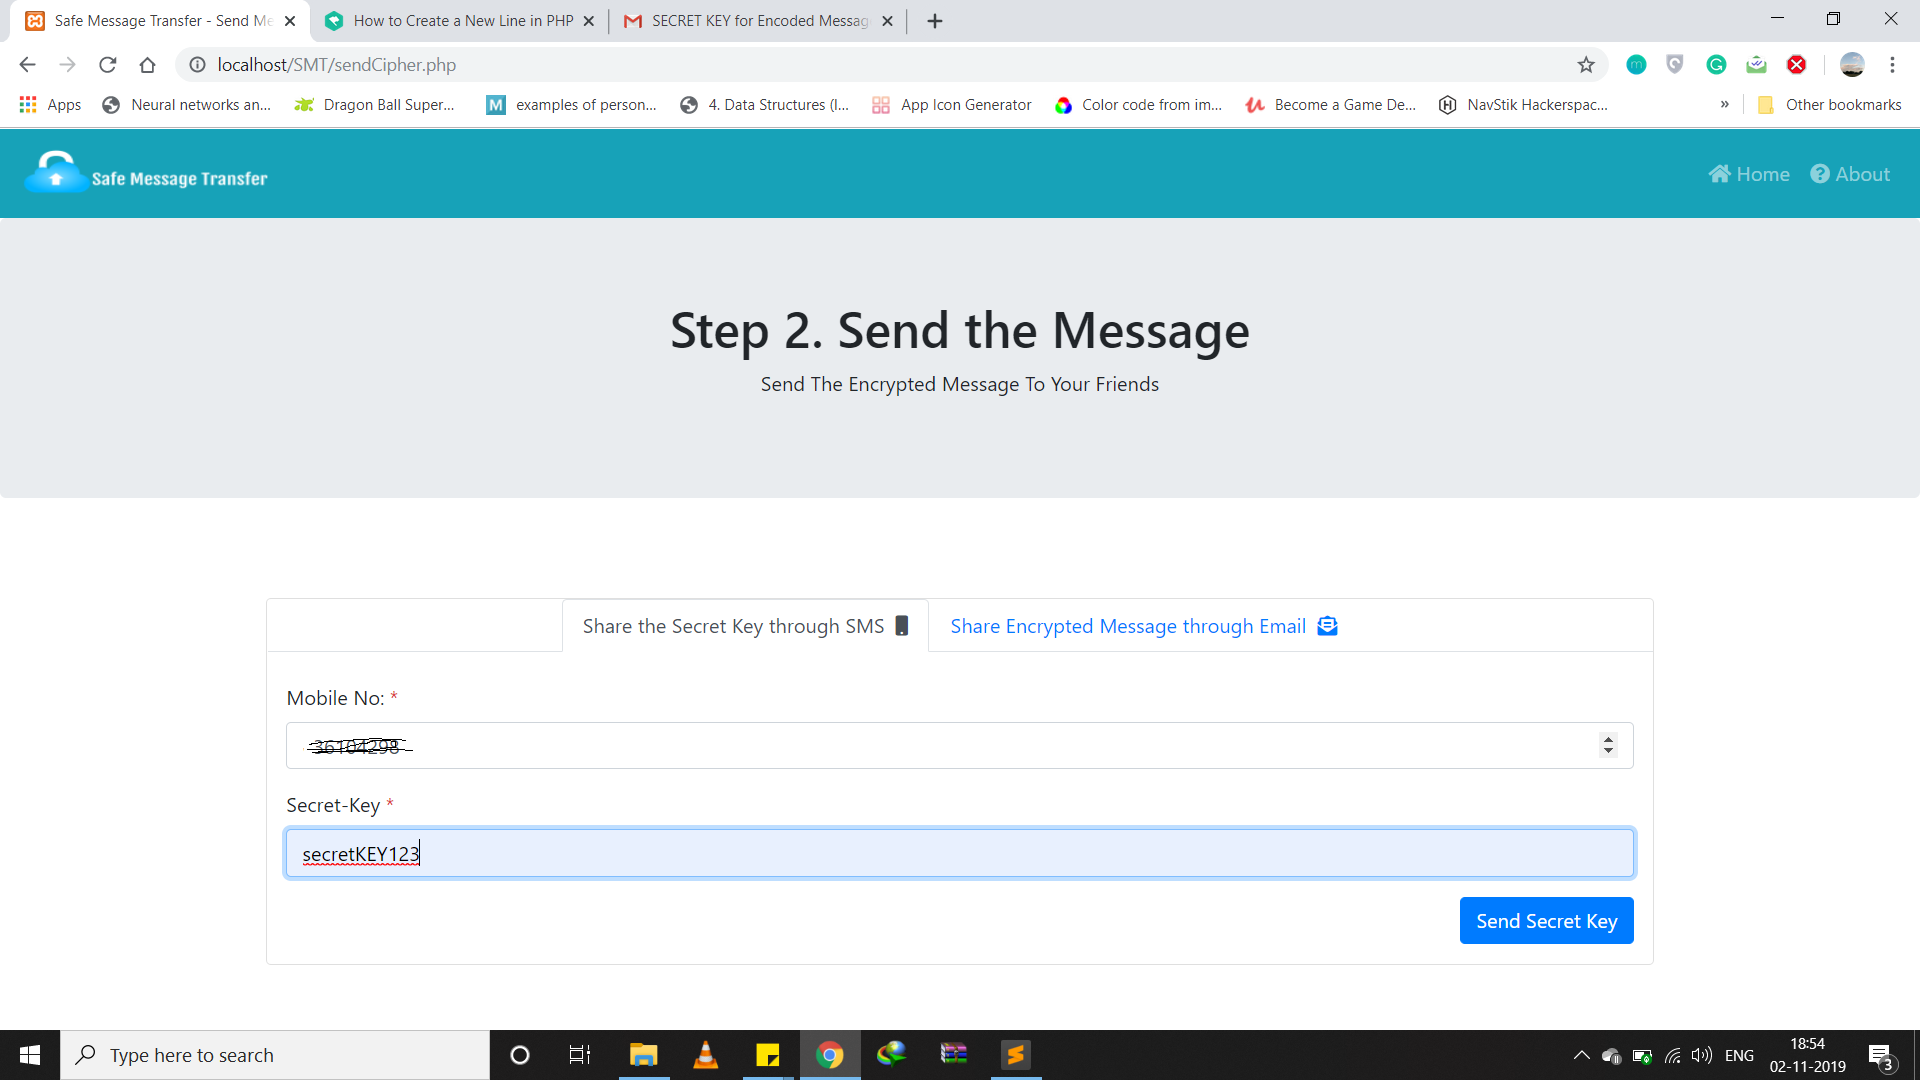 Safe Message Transfer - Send Me
How to Create a New Line in PHP
SECRET KEY for Encoded Messag
localhost/SMT/sendCipher.php
Apps
Neural networks an...
Dragon Ball Super...
examples of person...
4. Data Structures (I...
App Icon Generator
Color code from im...
Become a Game De...
NavStik Hackerspac...
»
Other bookmarks
Safe Message Transfer
Home
About
Step 2. Send the Message
Send The Encrypted Message To Your Friends
Share the Secret Key through SMS
Share Encrypted Message through Email
Mobile No: *
Secret-Key *
secretKEY123
Send Secret Key
Type here to search
ENG
18:54
02-11-2019
3